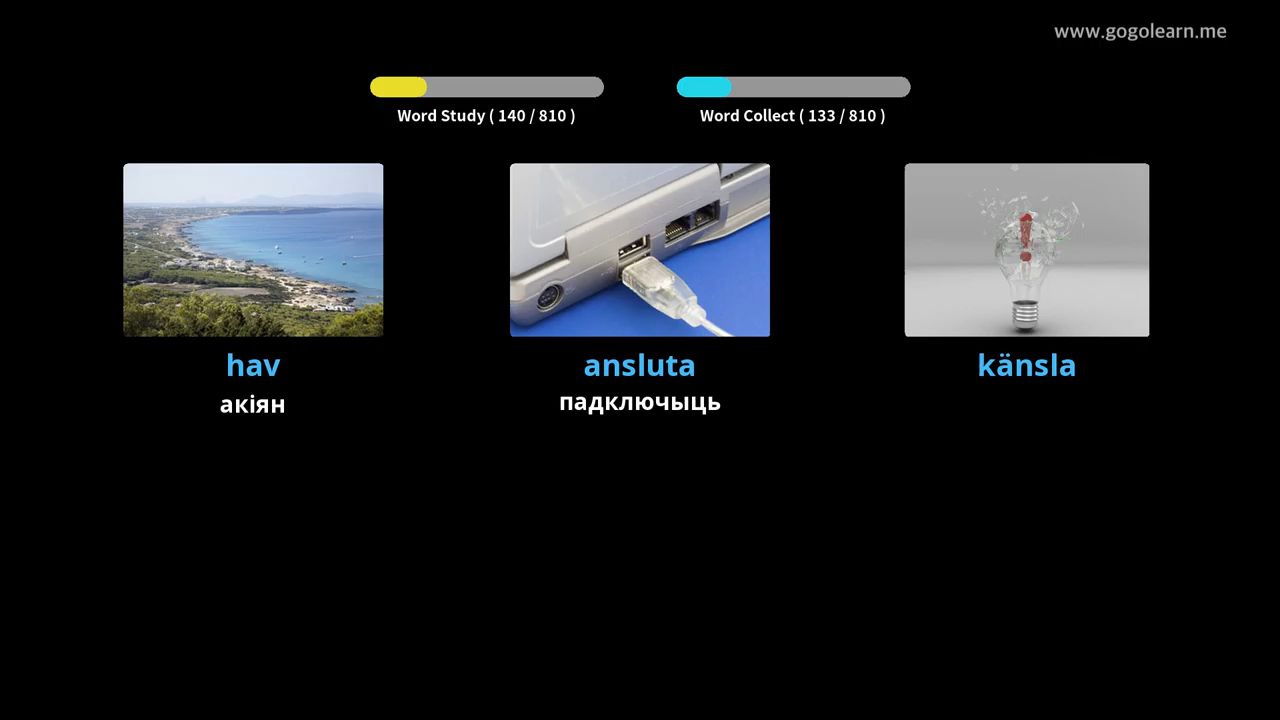 www.gogolearn.me
Word Study ( 140 / 810 )
Word Collect ( 133 / 810 )
hav
акіян
ansluta
падключыць
känsla